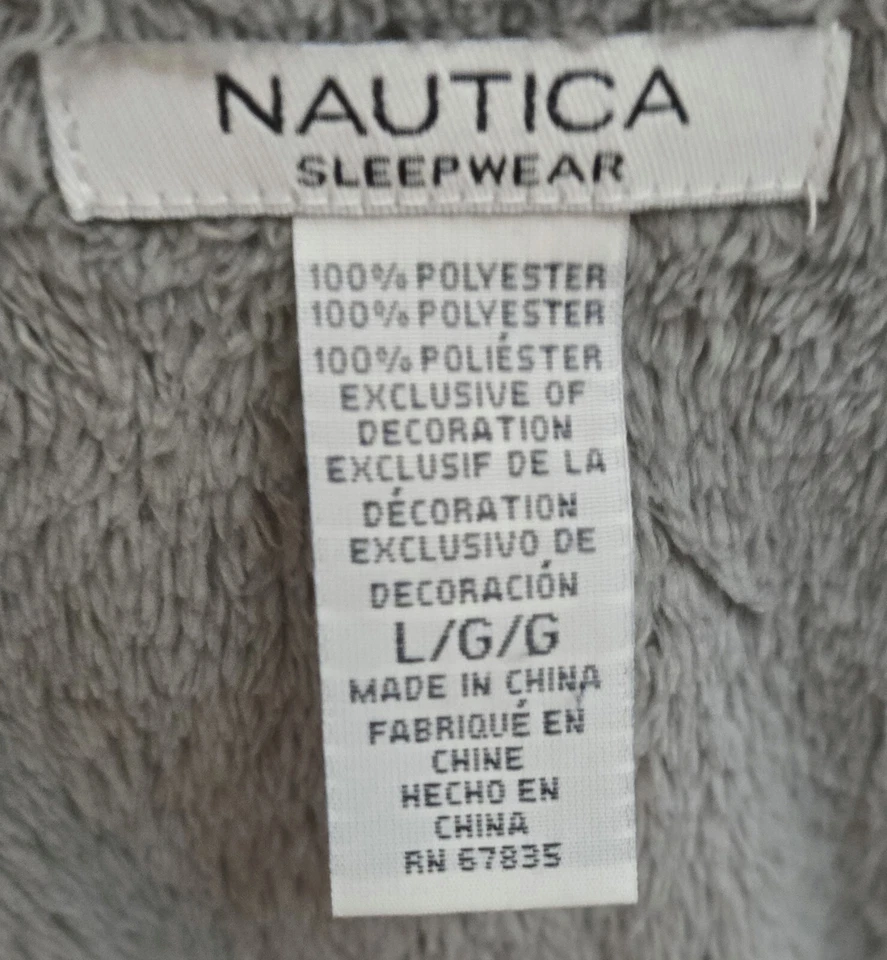 NAUTICA
SLEEPWEAR
100% POLYESTER
100% POLYESTER
100% POLIÉSTER
EXCLUSIVE OF
DECORATION
EXCLUSIF DE LA
DÉCORATION
EXCLUSIVO DE
DECORACIÓN
L/G/G
MADE IN CHINA
FABRIQUÉ EN
CHINE
HECHO EN
CHINA
RN 67835